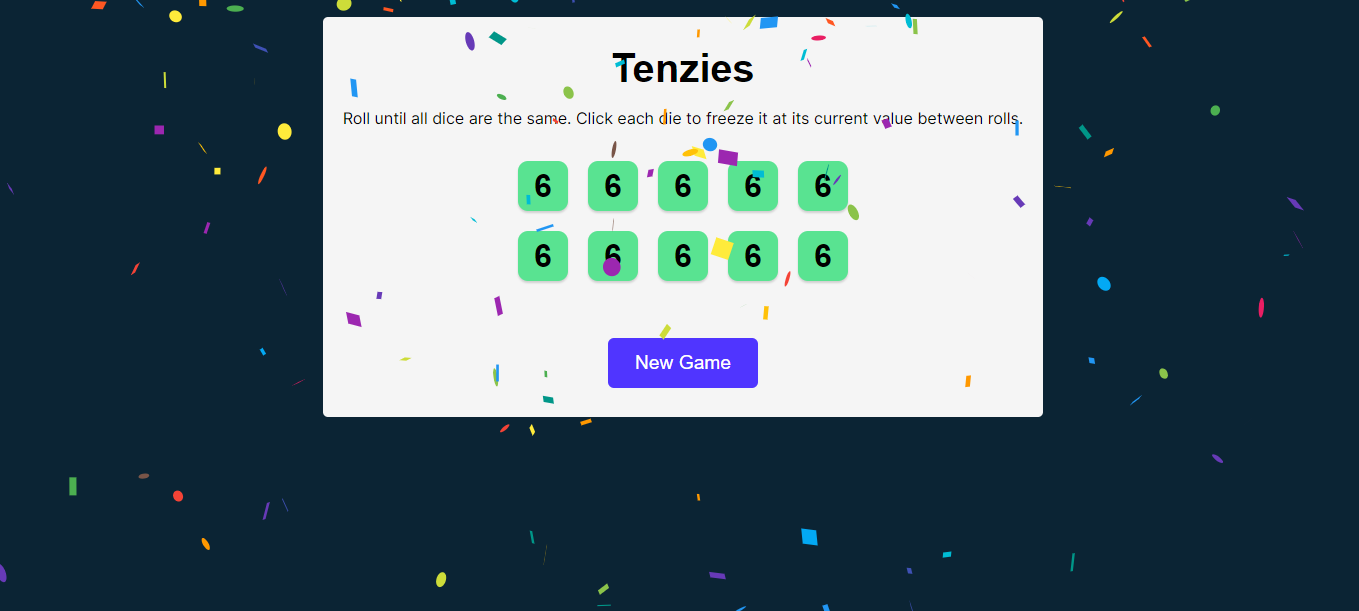 Tenzies
Roll until all dice are the same. Click each die to freeze it at its current value between rolls.
6 6 6 6 6
6 6 6 6 6
New Game